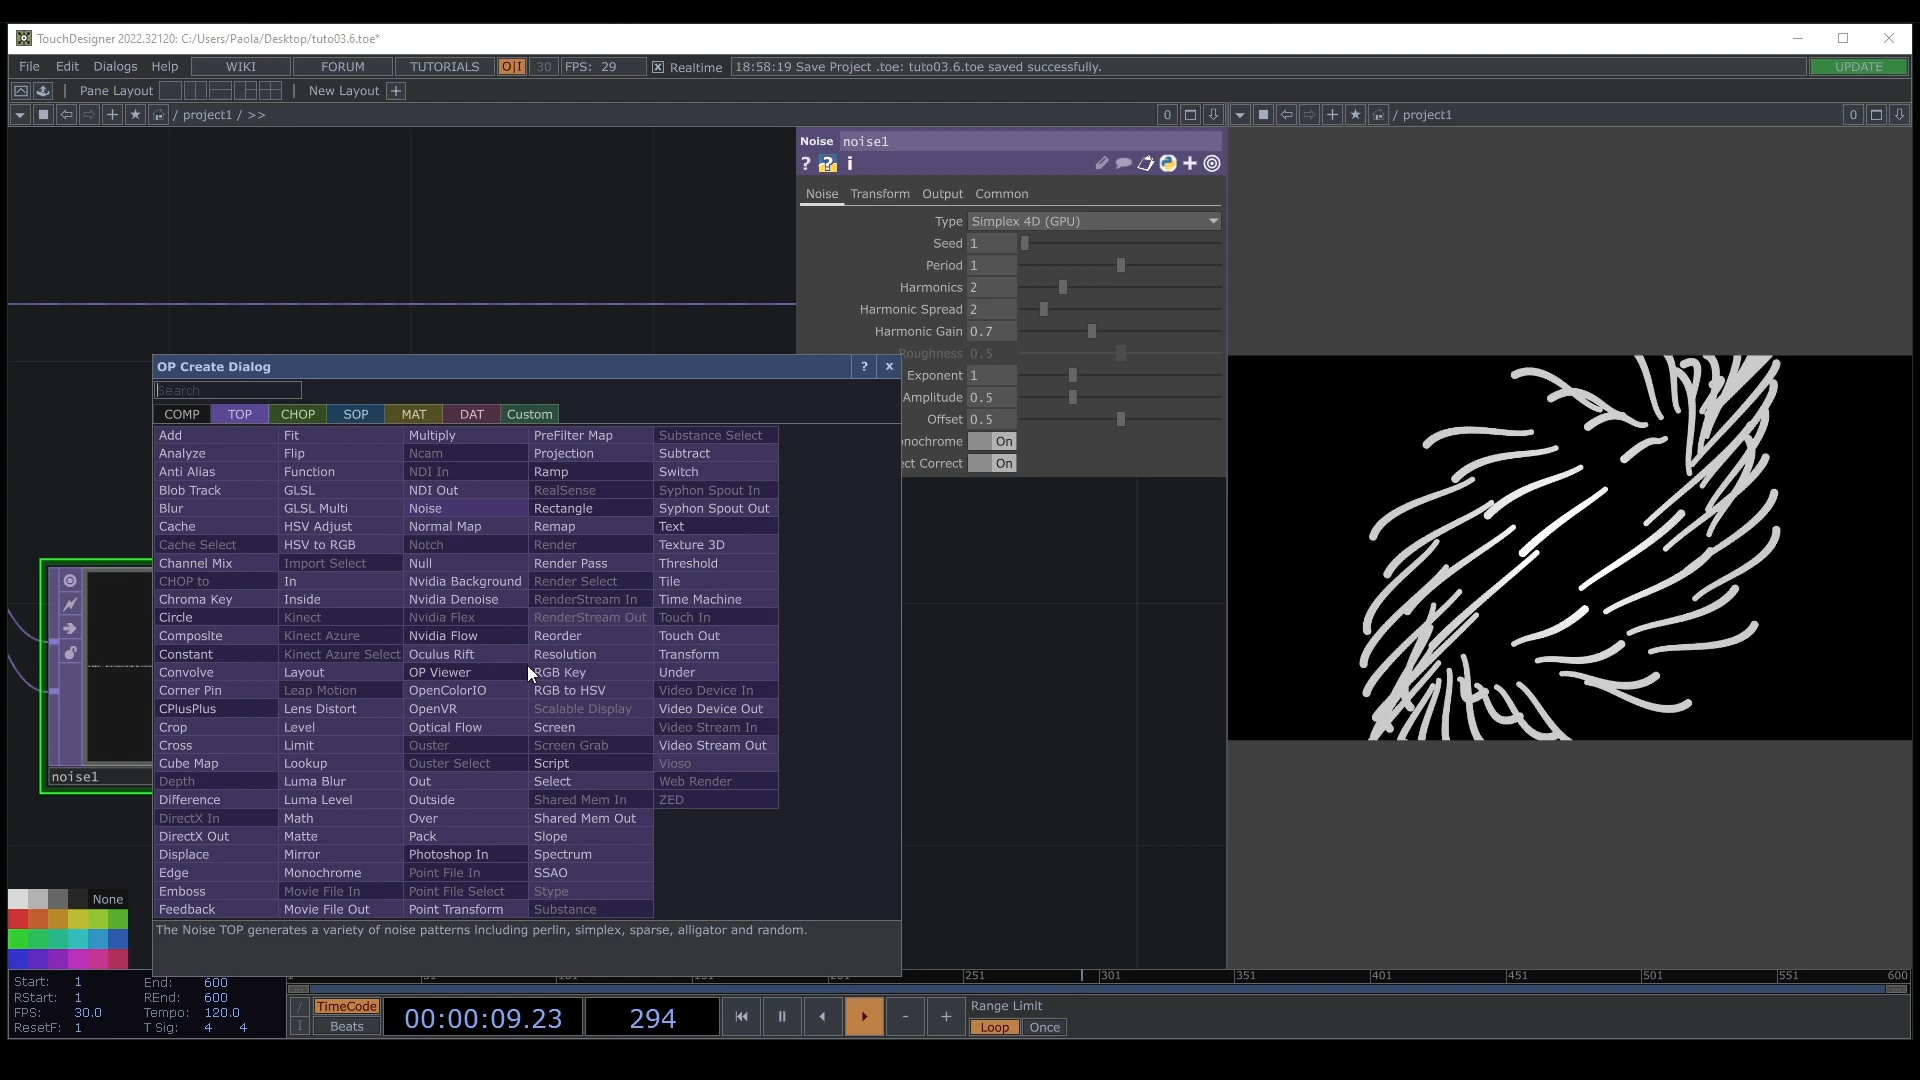 TouchDesigner 2022.32120: C:/Users/Paola/Desktop/tuto03.6.toe*
File Edit Dialogs Help WIKI FORUM TUTORIALS O|I 30 FPS: 29 Realtime 18:58:19 Save Project .toe: tuto03.6.toe saved successfully. UPDATE
Pane Layout New Layout +
/ project1 / >> 0 / project1 0
Noise noise1
? ? i
Noise Transform Output Common
Type Simplex 4D (GPU)
Seed 1
Period 1
Harmonics 2
Harmonic Spread 2
Harmonic Gain 0.7
Roughness 0.5
Exponent 1
Amplitude 0.5
Offset 0.5
nochrome On
ect Correct On
OP Create Dialog ? x
Search
COMP TOP CHOP SOP MAT DAT Custom
Add Fit Multiply PreFilter Map Substance Select
Analyze Flip Ncam Projection Subtract
Anti Alias Function NDI In Ramp Switch
Blob Track GLSL NDI Out RealSense Syphon Spout In
Blur GLSL Multi Noise Rectangle Syphon Spout Out
Cache HSV Adjust Normal Map Remap Text
Cache Select HSV to RGB Notch Render Texture 3D
Channel Mix Import Select Null Render Pass Threshold
CHOP to In Nvidia Background Render Select Tile
Chroma Key Inside Nvidia Denoise RenderStream In Time Machine
Circle Kinect Nvidia Flex RenderStream Out Touch In
Composite Kinect Azure Nvidia Flow Reorder Touch Out
Constant Kinect Azure Select Oculus Rift Resolution Transform
Convolve Layout OP Viewer RGB Key Under
Corner Pin Leap Motion OpenColorIO RGB to HSV Video Device In
CPlusPlus Lens Distort OpenVR Scalable Display Video Device Out
Crop Level Optical Flow Screen Video Stream In
Cross Limit Ouster Screen Grab Video Stream Out
Cube Map Lookup Ouster Select Script Vioso
Depth Luma Blur Out Select Web Render
Difference Luma Level Outside Shared Mem In ZED
DirectX In Math Over Shared Mem Out
DirectX Out Matte Pack Slope
Displace Mirror Photoshop In Spectrum
Edge Monochrome Point File In SSAO
Emboss Movie File In Point File Select Stype
Feedback Movie File Out Point Transform Substance
The Noise TOP generates a variety of noise patterns including perlin, simplex, sparse, alligator and random.
noise1
None
251 301 351 401 451 501 551 600
Start: 1 End: 600
RStart: 1 REnd: 600
FPS: 30.0 Tempo: 120.0
ResetF: 1 T Sig: 4 4
TimeCode
Beats
00:00:09.23 294 - +
Range Limit
Loop Once